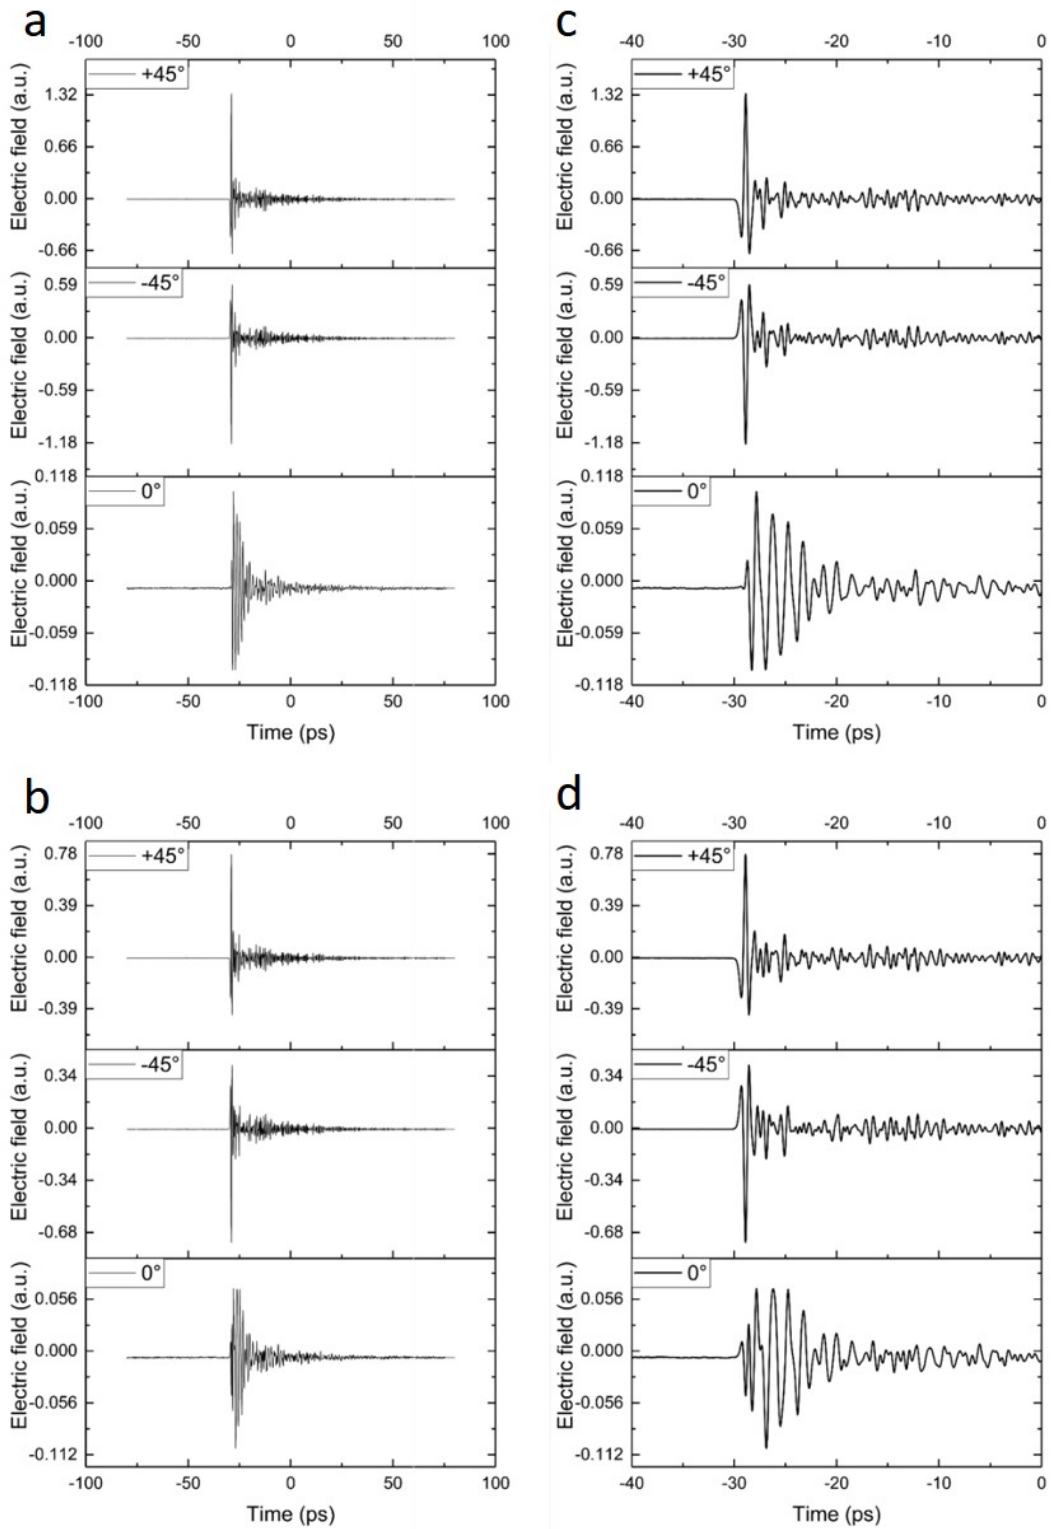 a
-100 -50 0 50 100
+45°
Electric field (a.u.)
1.32
0.66
0.00
-0.66
-45°
Electric field (a.u.)
0.59
0.00
-0.59
-1.18
0°
Electric field (a.u.)
0.118
0.059
0.000
-0.059
-0.118
-100 -50 0 50 100
Time (ps)
c
-40 -30 -20 -10 0
+45°
Electric field (a.u.)
1.32
0.66
0.00
-0.66
-45°
Electric field (a.u.)
0.59
0.00
-0.59
-1.18
0°
Electric field (a.u.)
0.118
0.059
0.000
-0.059
-0.118
-40 -30 -20 -10 0
Time (ps)
b
-100 -50 0 50 100
+45°
Electric field (a.u.)
0.78
0.39
0.00
-0.39
-45°
Electric field (a.u.)
0.34
0.00
-0.34
-0.68
0°
Electric field (a.u.)
0.056
0.000
-0.056
-0.112
-100 -50 0 50 100
Time (ps)
d
-40 -30 -20 -10 0
+45°
Electric field (a.u.)
0.78
0.39
0.00
-0.39
-45°
Electric field (a.u.)
0.34
0.00
-0.34
-0.68
0°
Electric field (a.u.)
0.056
0.000
-0.056
-0.112
-40 -30 -20 -10 0
Time (ps)